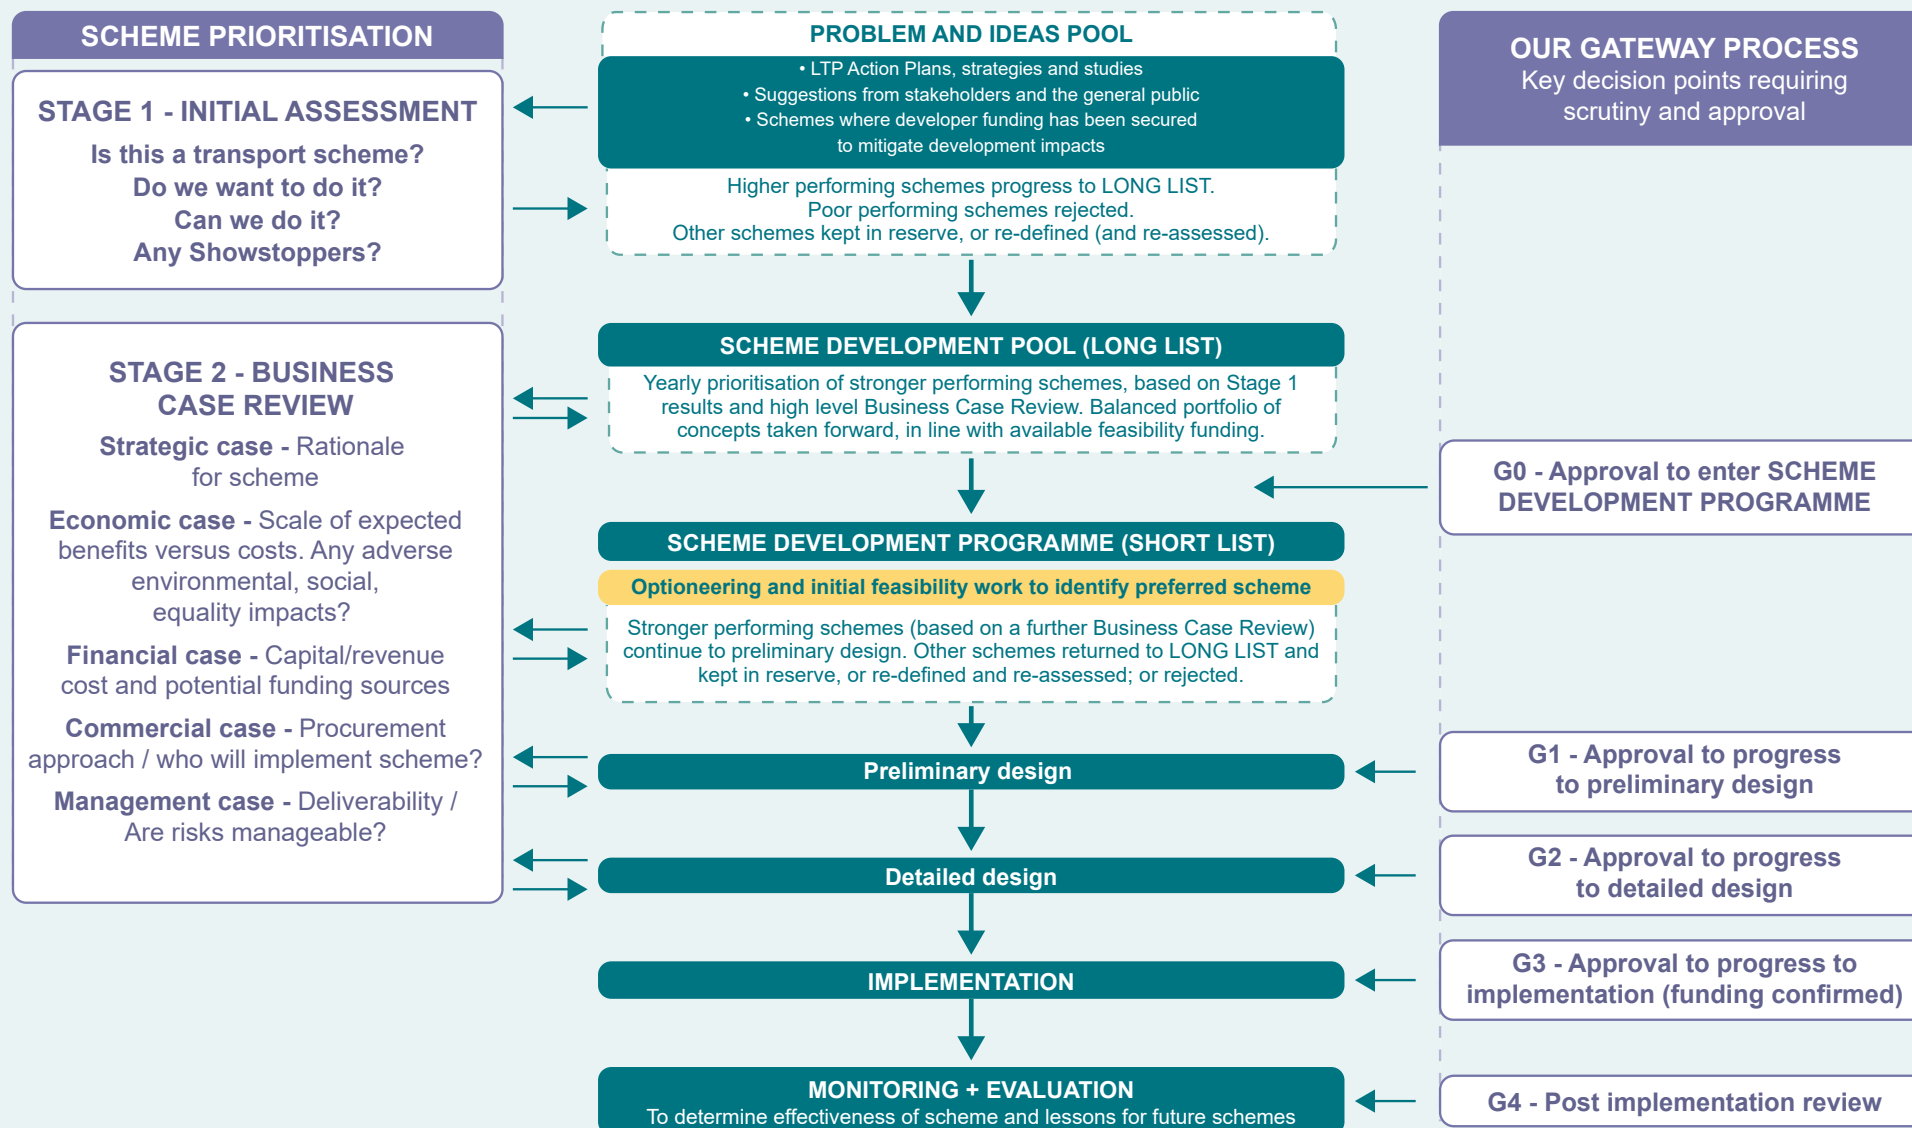 SCHEME PRIORITISATION
STAGE 1 - INITIAL ASSESSMENT
Is this a transport scheme?
Do we want to do it?
Can we do it?
Any Showstoppers?
STAGE 2 - BUSINESS
CASE REVIEW
Strategic case - Rationale
for scheme
Economic case - Scale of expected
benefits versus costs. Any adverse
environmental, social,
equality impacts?
Financial case - Capital/revenue
cost and potential funding sources
Commercial case - Procurement
approach / who will implement scheme?
Management case - Deliverability /
Are risks manageable?
PROBLEM AND IDEAS POOL
• LTP Action Plans, strategies and studies
• Suggestions from stakeholders and the general public
• Schemes where developer funding has been secured
to mitigate development impacts
Higher performing schemes progress to LONG LIST.
Poor performing schemes rejected.
Other schemes kept in reserve, or re-defined (and re-assessed).
SCHEME DEVELOPMENT POOL (LONG LIST)
Yearly prioritisation of stronger performing schemes, based on Stage 1
results and high level Business Case Review. Balanced portfolio of
concepts taken forward, in line with available feasibility funding.
SCHEME DEVELOPMENT PROGRAMME (SHORT LIST)
Optioneering and initial feasibility work to identify preferred scheme
Stronger performing schemes (based on a further Business Case Review)
continue to preliminary design. Other schemes returned to LONG LIST and
kept in reserve, or re-defined and re-assessed; or rejected.
Preliminary design
Detailed design
IMPLEMENTATION
MONITORING + EVALUATION
To determine effectiveness of scheme and lessons for future schemes
OUR GATEWAY PROCESS
Key decision points requiring
scrutiny and approval
G0 - Approval to enter SCHEME
DEVELOPMENT PROGRAMME
G1 - Approval to progress
to preliminary design
G2 - Approval to progress
to detailed design
G3 - Approval to progress to
implementation (funding confirmed)
G4 - Post implementation review